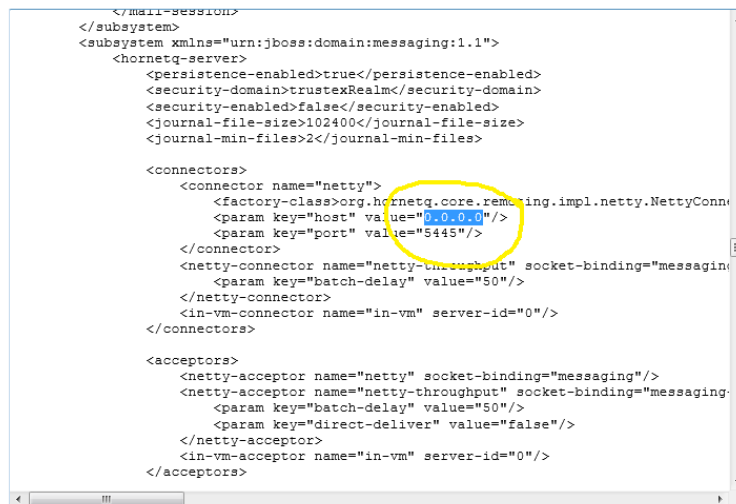 </mail-session>
</subsystem>
<subsystem xmlns="urn:jboss:domain:messaging:1.1">
<hornetq-server>
<persistence-enabled>true</persistence-enabled>
<security-domain>trustexRealm</security-domain>
<security-enabled>false</security-enabled>
<journal-file-size>102400</journal-file-size>
<journal-min-files>2</journal-min-files>
<connectors>
<connector name="netty">
<factory-class>org.hornetq.core.remoting.impl.netty.NettyConne
<param key="host" value="0.0.0.0"/>
<param key="port" value="5445"/>
</connector>
<netty-connector name="netty-throughput" socket-binding="messaging
<param key="batch-delay" value="50"/>
</netty-connector>
<in-vm-connector name="in-vm" server-id="0"/>
</connectors>
<acceptors>
<netty-acceptor name="netty" socket-binding="messaging"/>
<netty-acceptor name="netty-throughput" socket-binding="messaging-
<param key="batch-delay" value="50"/>
<param key="direct-deliver" value="false"/>
</netty-acceptor>
<in-vm-acceptor name="in-vm" server-id="0"/>
</acceptors>